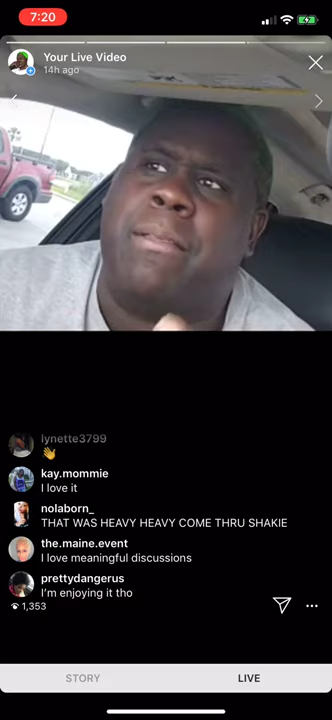 7:20
Your Live Video
14h ago
lynette3799
👋
kay.mommie
I love it
nolaborn_
THAT WAS HEAVY HEAVY COME THRU SHAKIE
the.maine.event
I love meaningful discussions
prettydangerus
I'm enjoying it tho
1,353
STORY
LIVE